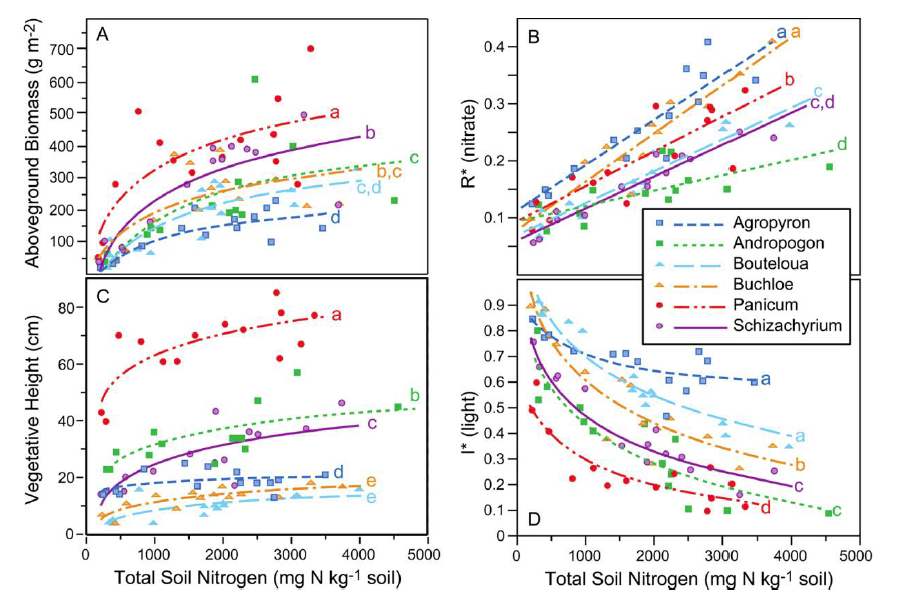 A
Aboveground Biomass (g m-2)
700
600
500
400
300
200
100
a
b
c
b,c
c,d
d
B
R* (nitrate)
0.4
0.3
0.2
0.1
a
a
b
c
c,d
d
Agropyron
Andropogon
Bouteloua
Buchloe
Panicum
Schizachyrium
C
Vegetative Height (cm)
80
60
40
20
0
a
b
c
d
e
e
0
1000
2000
3000
4000
5000
Total Soil Nitrogen (mg N kg-1 soil)
D
I* (light)
0.9
0.8
0.7
0.6
0.5
0.4
0.3
0.2
0.1
0
a
a
b
c
d
c
0
1000
2000
3000
4000
5000
Total Soil Nitrogen (mg N kg-1 soil)